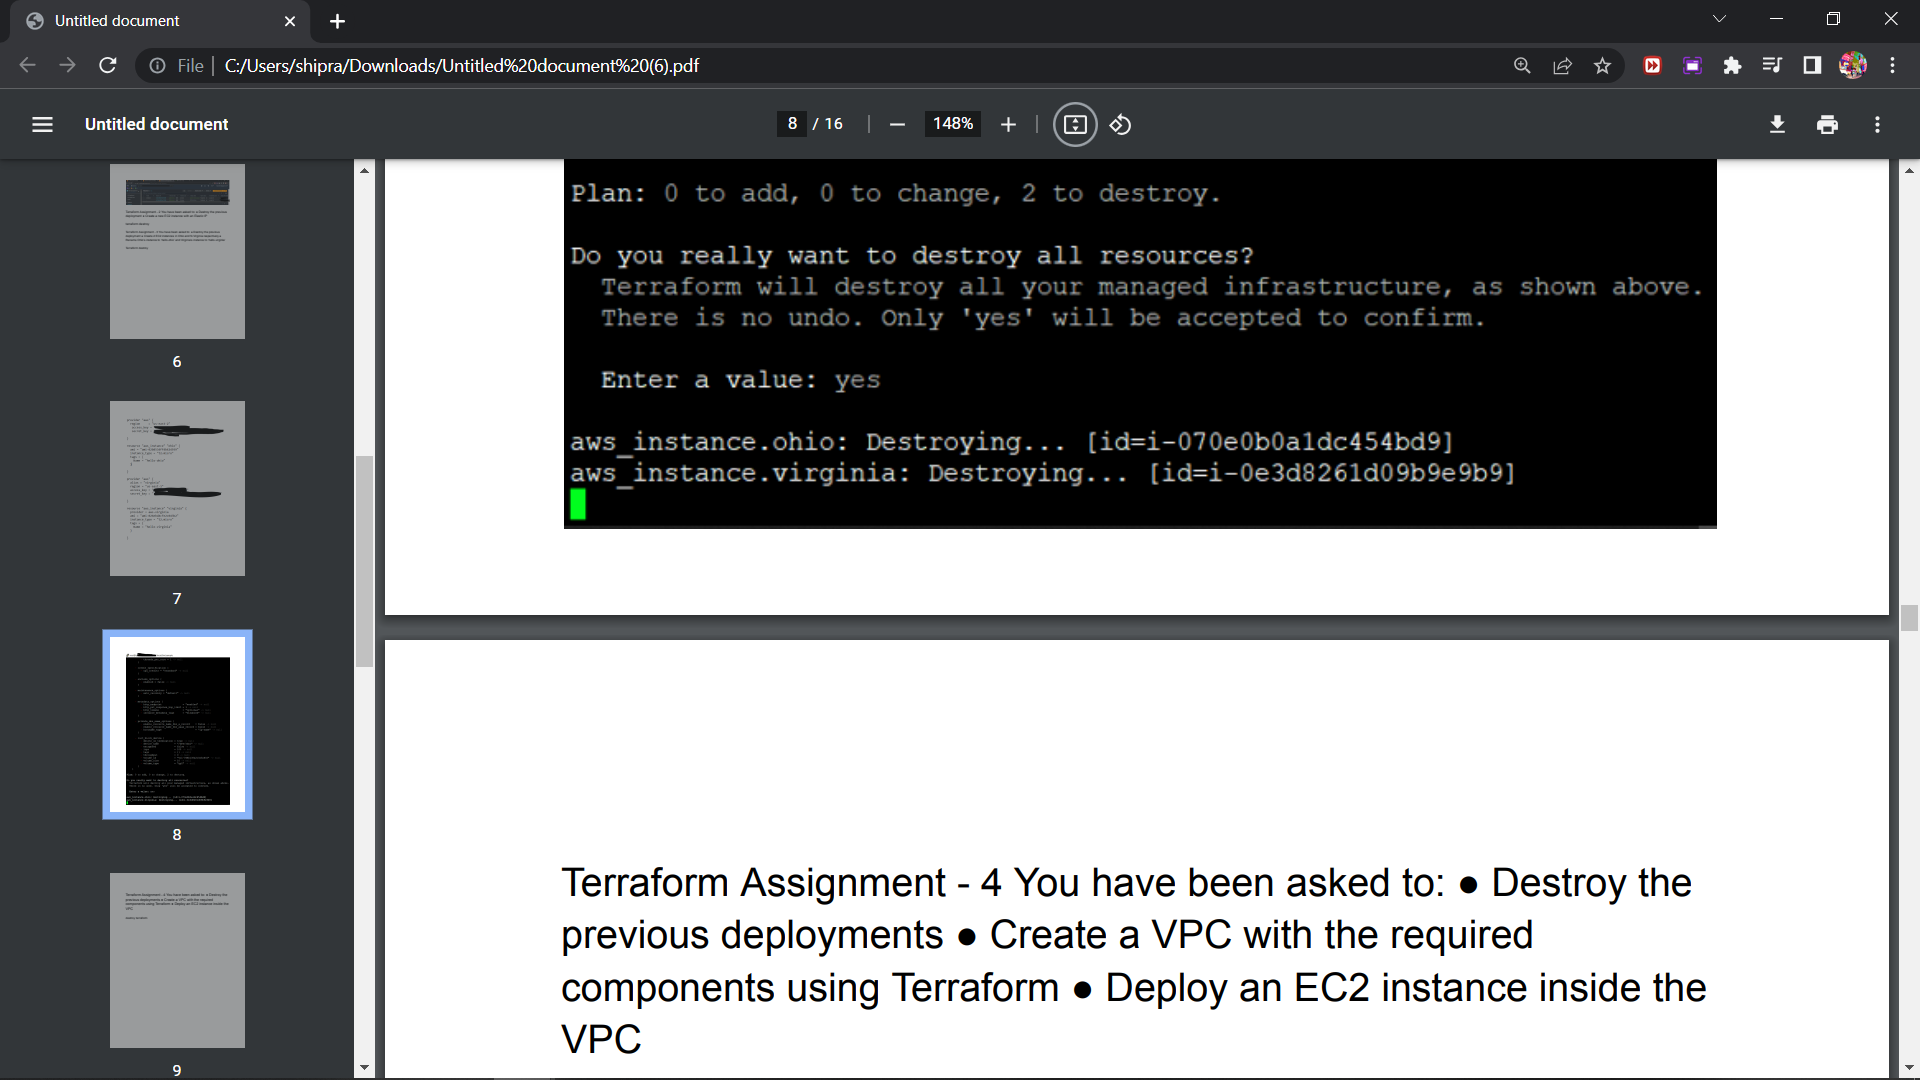 Untitled document
File
C:/Users/shipra/Downloads/Untitled%20document%20(6).pdf
Untitled document
8 / 16
148%
Plan: 0 to add, 0 to change, 2 to destroy.
Do you really want to destroy all resources?
Terraform will destroy all your managed infrastructure, as shown above.
There is no undo. Only 'yes' will be accepted to confirm.
Enter a value: yes
aws_instance.ohio: Destroying... [id=i-070e0b0a1dc454bd9]
aws_instance.virginia: Destroying... [id=i-0e3d8261d09b9e9b9]
Terraform Assignment - 4 You have been asked to: ● Destroy the
previous deployments ● Create a VPC with the required
components using Terraform ● Deploy an EC2 instance inside the
VPC
6
7
8
9